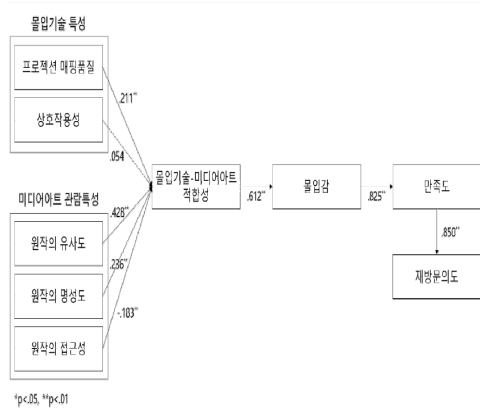 몰입기술 특성
프로젝션 매핑품질
상호작용성
.211**
.054
몰입기술-미디어아트
적합성
.612**
몰입감
.825**
만족도
.850**
재방문의도
미디어아트 관람특성
원작의 유사도
원작의 명성도
원작의 접근성
.428**
.236**
-.183**
*p<.05, **p<.01